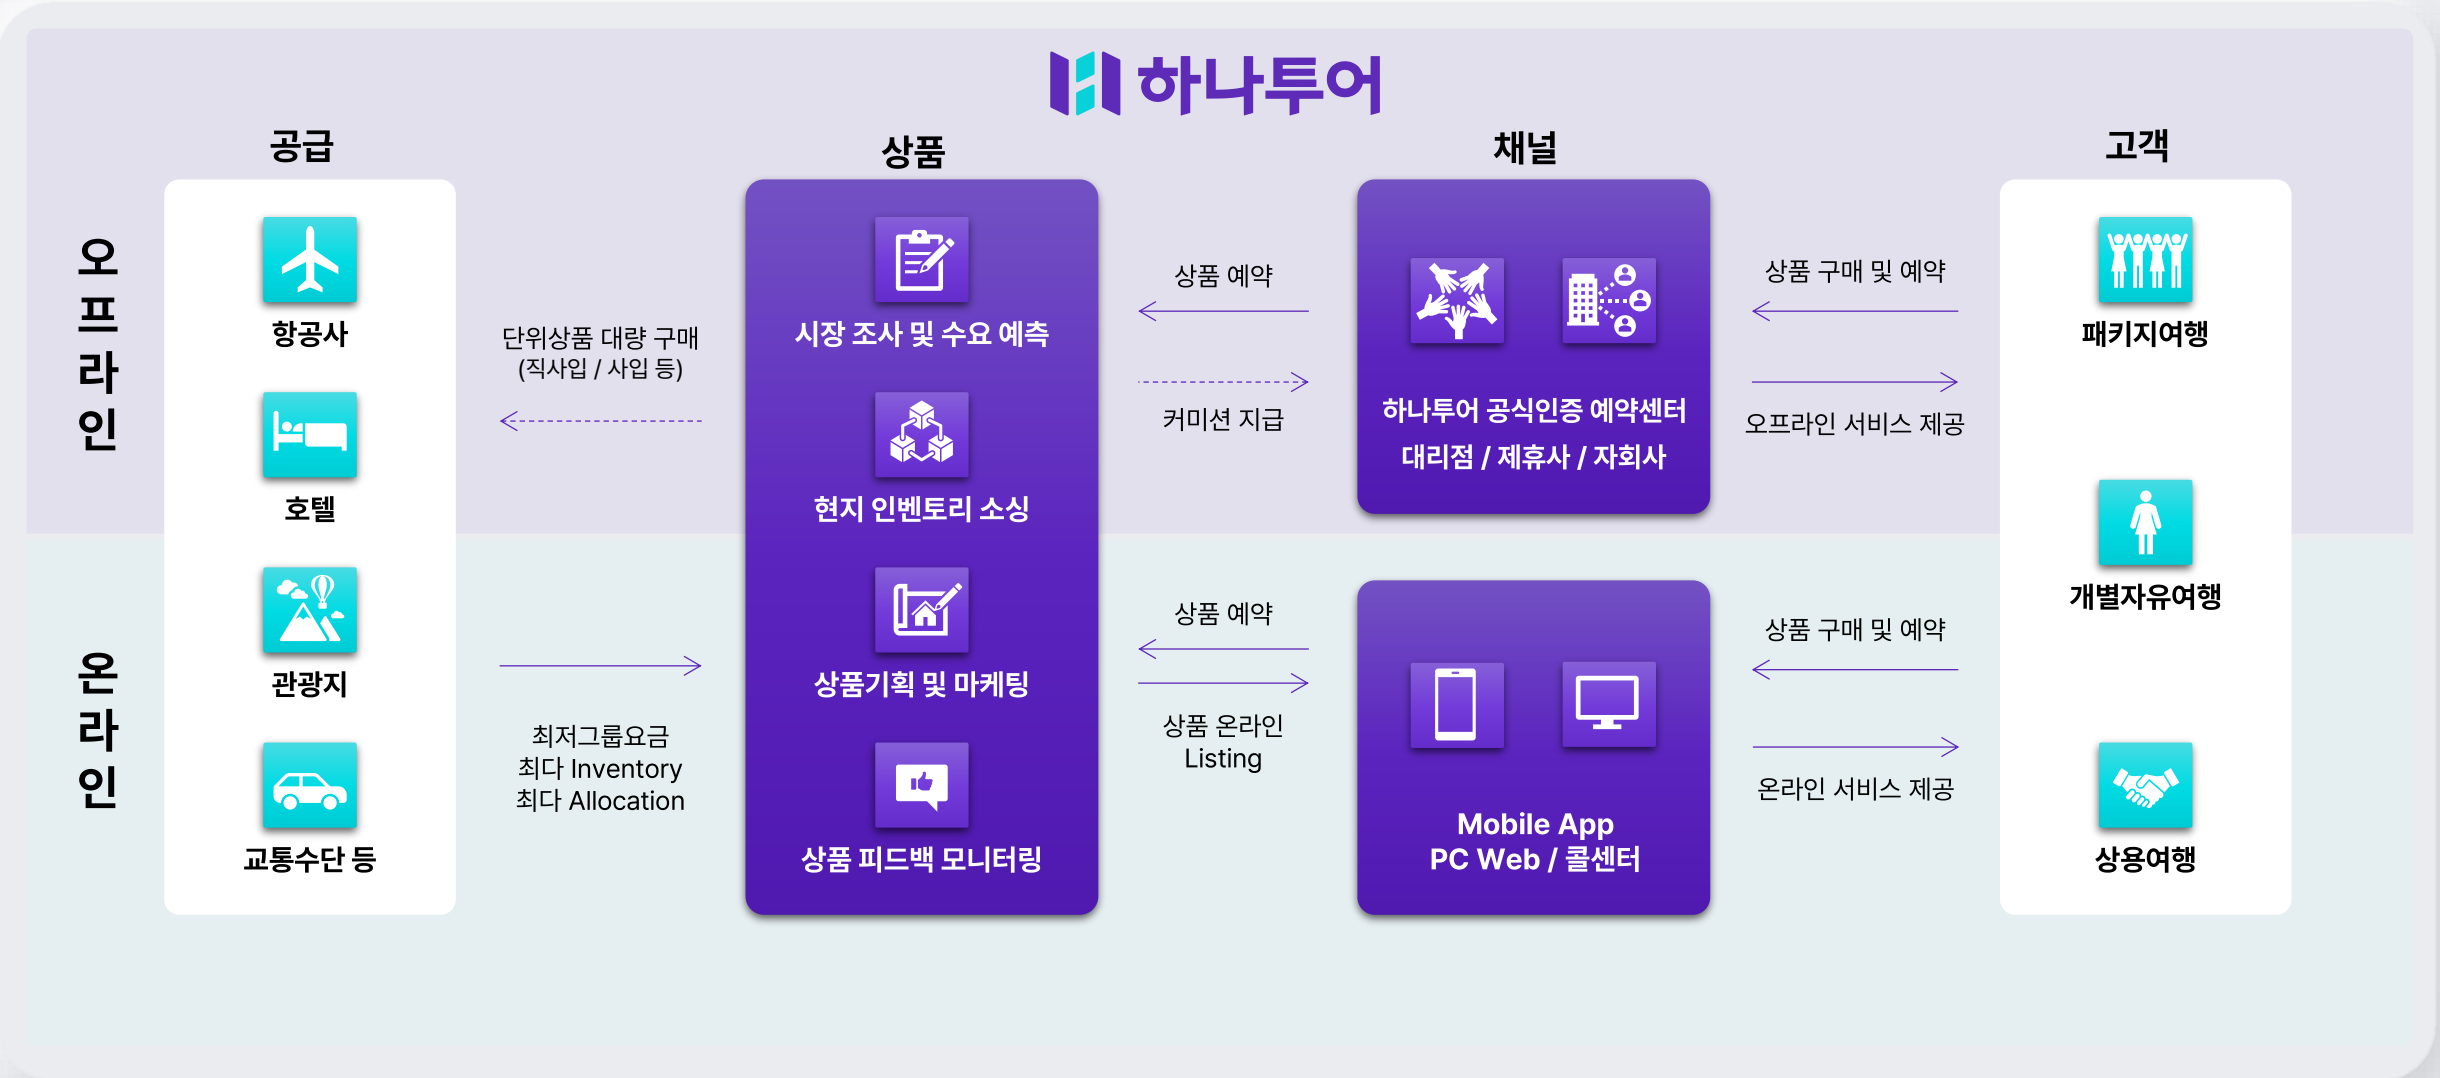 하나투어
공급
상품
채널
고객
오프라인
온라인
항공사
호텔
관광지
교통수단 등
단위상품 대량 구매
(직사입 / 사입 등)
최저그룹요금
최다 Inventory
최다 Allocation
시장 조사 및 수요 예측
현지 인벤토리 소싱
상품기획 및 마케팅
상품 피드백 모니터링
상품 예약
커미션 지급
상품 예약
상품 온라인
Listing
하나투어 공식인증 예약센터
대리점 / 제휴사 / 자회사
Mobile App
PC Web / 콜센터
상품 구매 및 예약
오프라인 서비스 제공
상품 구매 및 예약
온라인 서비스 제공
패키지여행
개별자유여행
상용여행